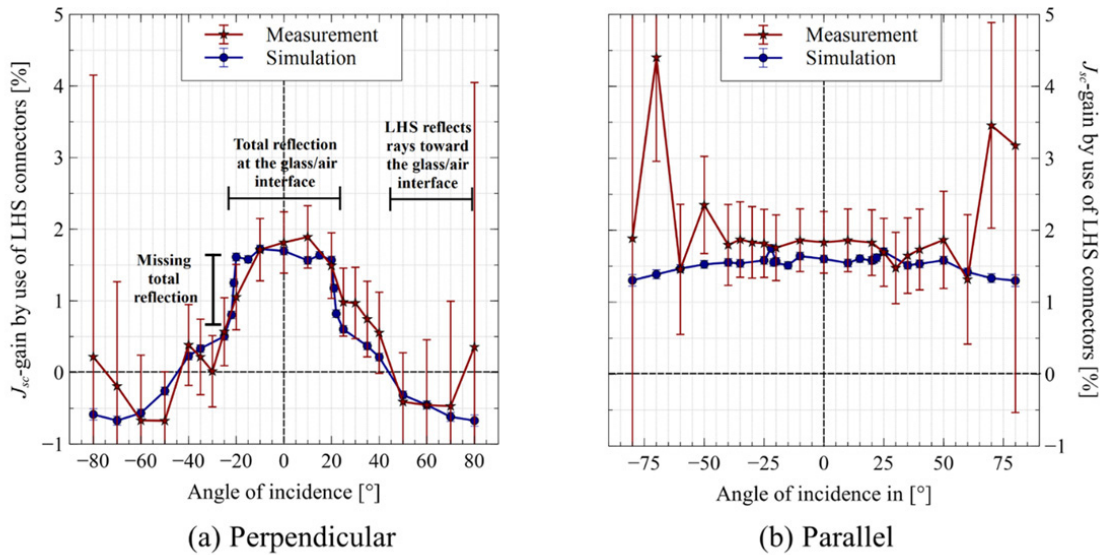 Measurement
Simulation
J_sc-gain by use of LHS connectors [%]
5
4
3
2
1
0
−1
Total reflection
at the glass/air
interface
LHS reflects
rays toward
the glass/air
interface
Missing
total
reflection
−80 −60 −40 −20 0 20 40 60 80
Angle of incidence [°]
(a) Perpendicular
Measurement
Simulation
5
4
3
2
1
0
−1
J_sc-gain by use of LHS connectors [%]
−75 −50 −25 0 25 50 75
Angle of incidence in [°]
(b) Parallel